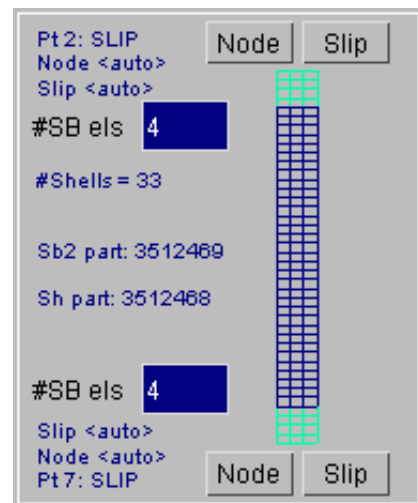 Pt 2: SLIP
Node <auto>
Slip <auto>
Node Slip
#SB els 4
#Shells = 33
Sb2 part: 3512469
Sh part: 3512468
#SB els 4
Slip <auto>
Node <auto>
Pt 7: SLIP
Node Slip